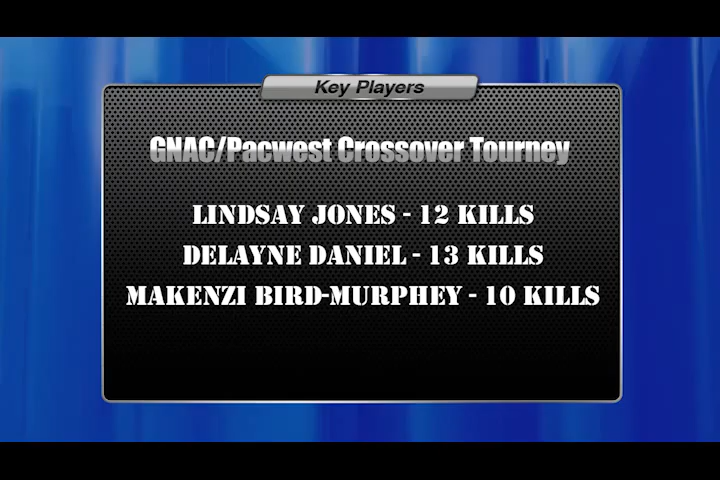 Key Players
GNAC/Pacwest Crossover Tourney
LINDSAY JONES - 12 KILLS
DELAYNE DANIEL - 13 KILLS
MAKENZI BIRD-MURPHEY - 10 KILLS